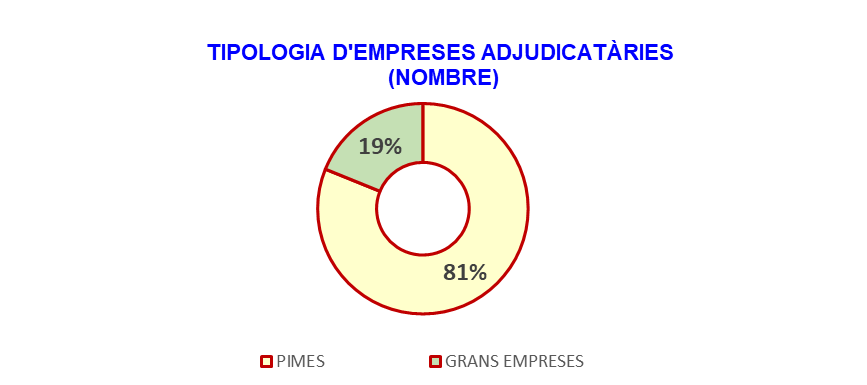 TIPOLOGIA D'EMPRESES ADJUDICATÀRIES
(NOMBRE)
19%
81%
PIMES
GRANS EMPRESES